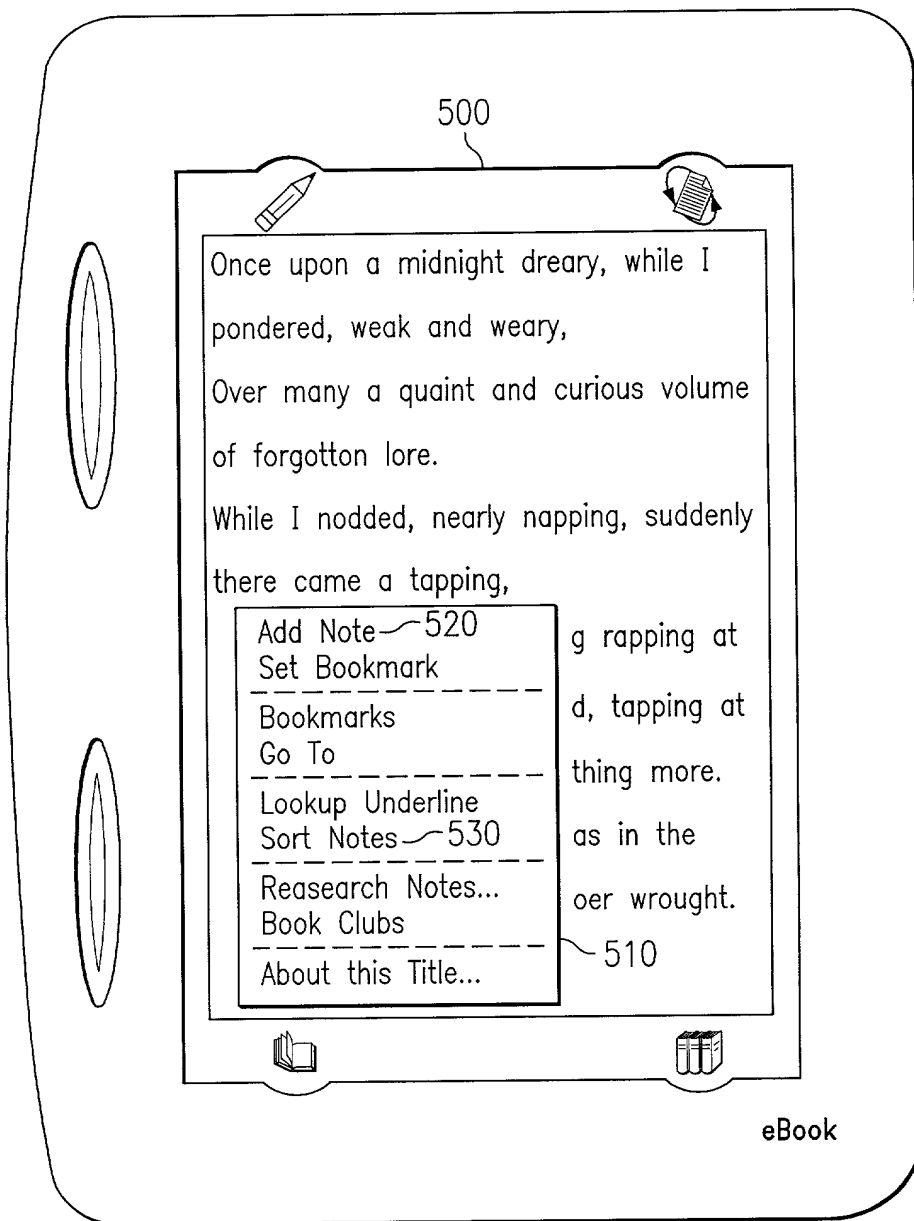 500
Once upon a midnight dreary, while I
pondered, weak and weary,
Over many a quaint and curious volume
of forgotton lore.
While I nodded, nearly napping, suddenly
there came a tapping,
Add Note 520
Set Bookmark
g rapping at
Bookmarks
d, tapping at
Go To
thing more.
Lookup Underline
Sort Notes 530
as in the
Reasearch Notes...
oer wrought.
Book Clubs
510
About this Title...
eBook